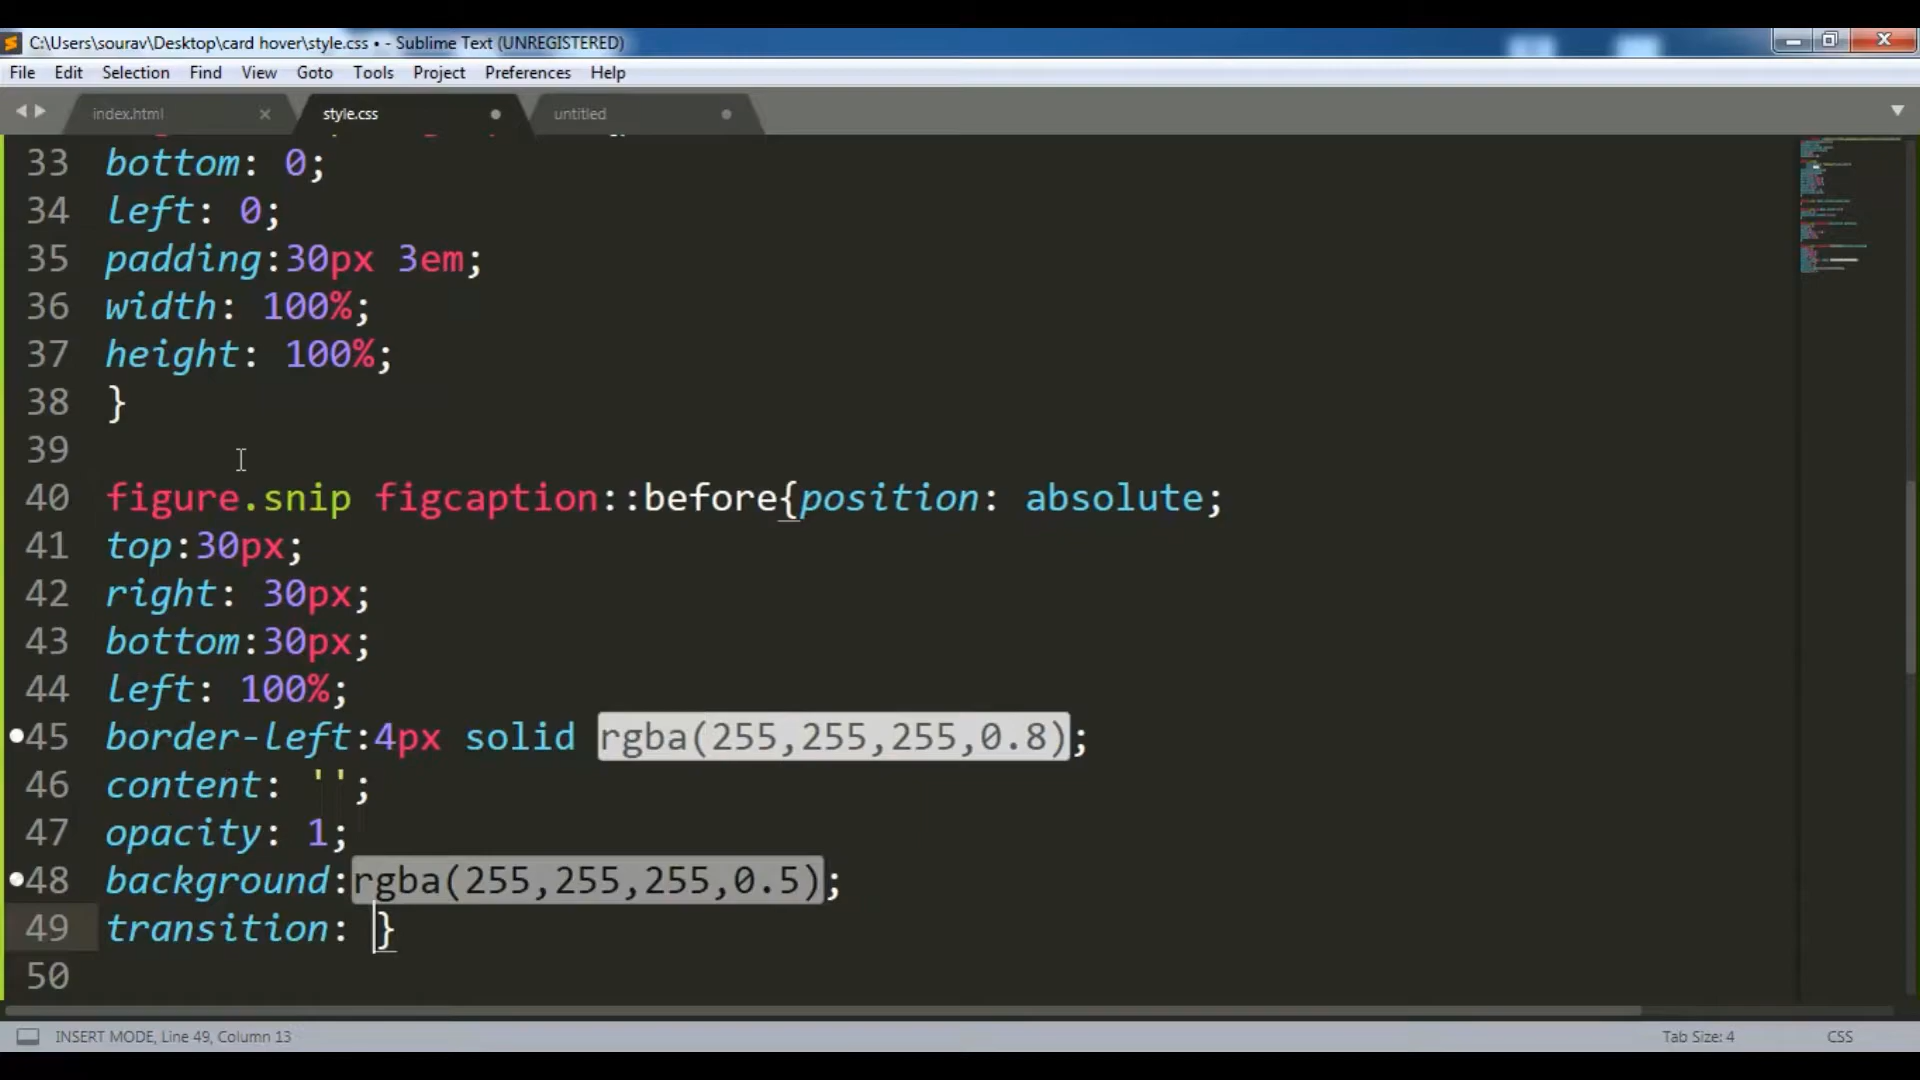 C:\Users\sourav\Desktop\card hover\style.css • - Sublime Text (UNREGISTERED)
File Edit Selection Find View Goto Tools Project Preferences Help
index.html style.css untitled
33 bottom: 0;
34 left: 0;
35 padding:30px 3em;
36 width: 100%;
37 height: 100%;
38 }
39
40 figure.snip figcaption::before{position: absolute;
41 top:30px;
42 right: 30px;
43 bottom:30px;
44 left: 100%;
45 border-left:4px solid rgba(255,255,255,0.8);
46 content: '';
47 opacity: 1;
48 background:rgba(255,255,255,0.5);
49 transition: }
50
INSERT MODE, Line 49, Column 13 Tab Size: 4 CSS